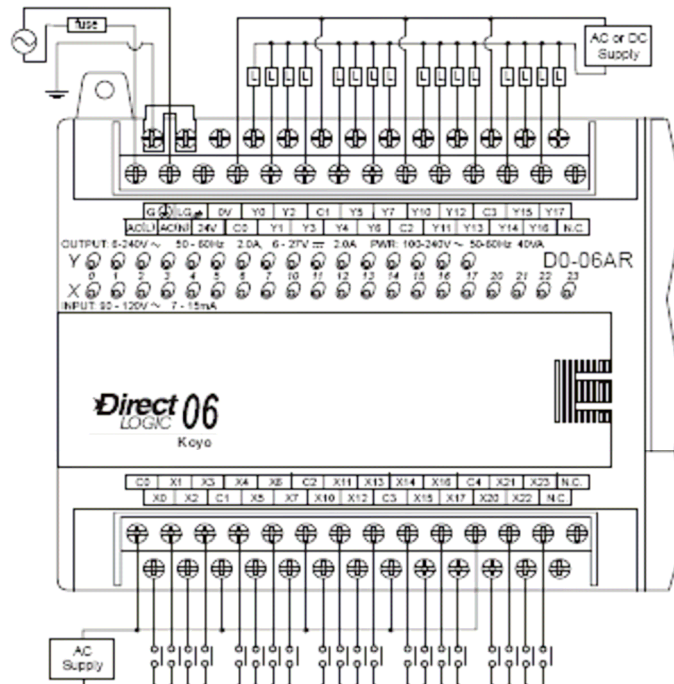 fuse
AC or DC
Supply
L L L L L L L L L L L L L L L L
G LG 0V Y0 Y2 C1 Y5 Y7 Y10 Y12 C3 Y15 Y17
AC(L) AC(N) 24V C0 Y1 Y3 Y4 Y6 C2 Y11 Y13 Y14 Y16 N.C.
OUTPUT: 6-240V ~ 50 - 60Hz 2.0A, 6 - 27V ⎓ 2.0A PWR: 100-240V ~ 50-60Hz 40VA
Y D0-06AR
0 1 2 3 4 5 6 7 10 11 12 13 14 15 16 17 20 21 22 23
X
INPUT: 90 - 120V ~ 7 - 15mA
Direct
LOGIC 06
Koyo
C0 X1 X3 X4 X6 C2 X11 X13 X14 X16 C4 X21 X23 N.C.
X0 X2 C1 X5 X7 X10 X12 C3 X15 X17 X20 X22 N.C.
AC
Supply